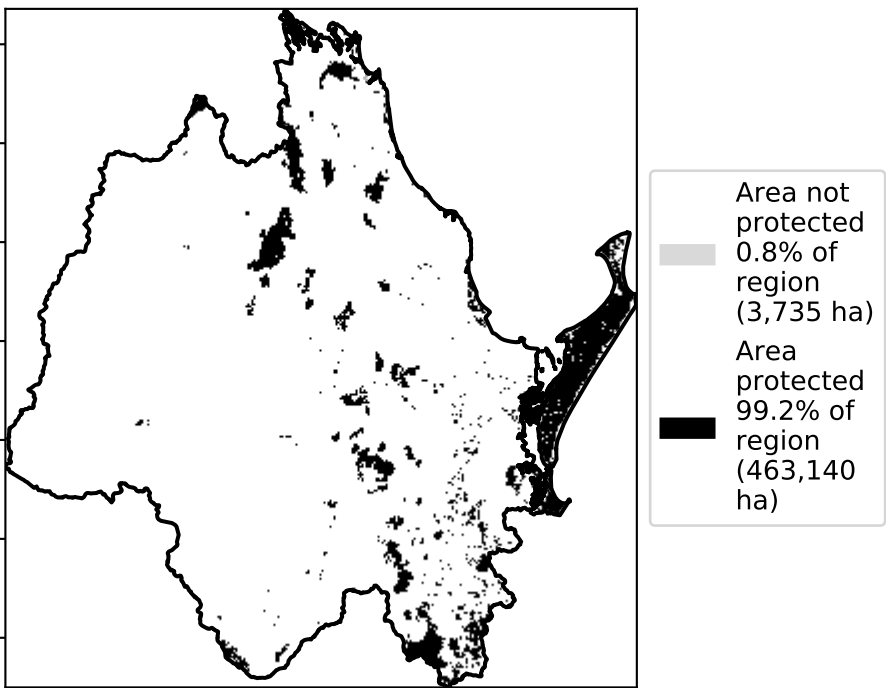 Area not
protected
0.8% of
region
(3,735 ha)
Area
protected
99.2% of
region
(463,140
ha)